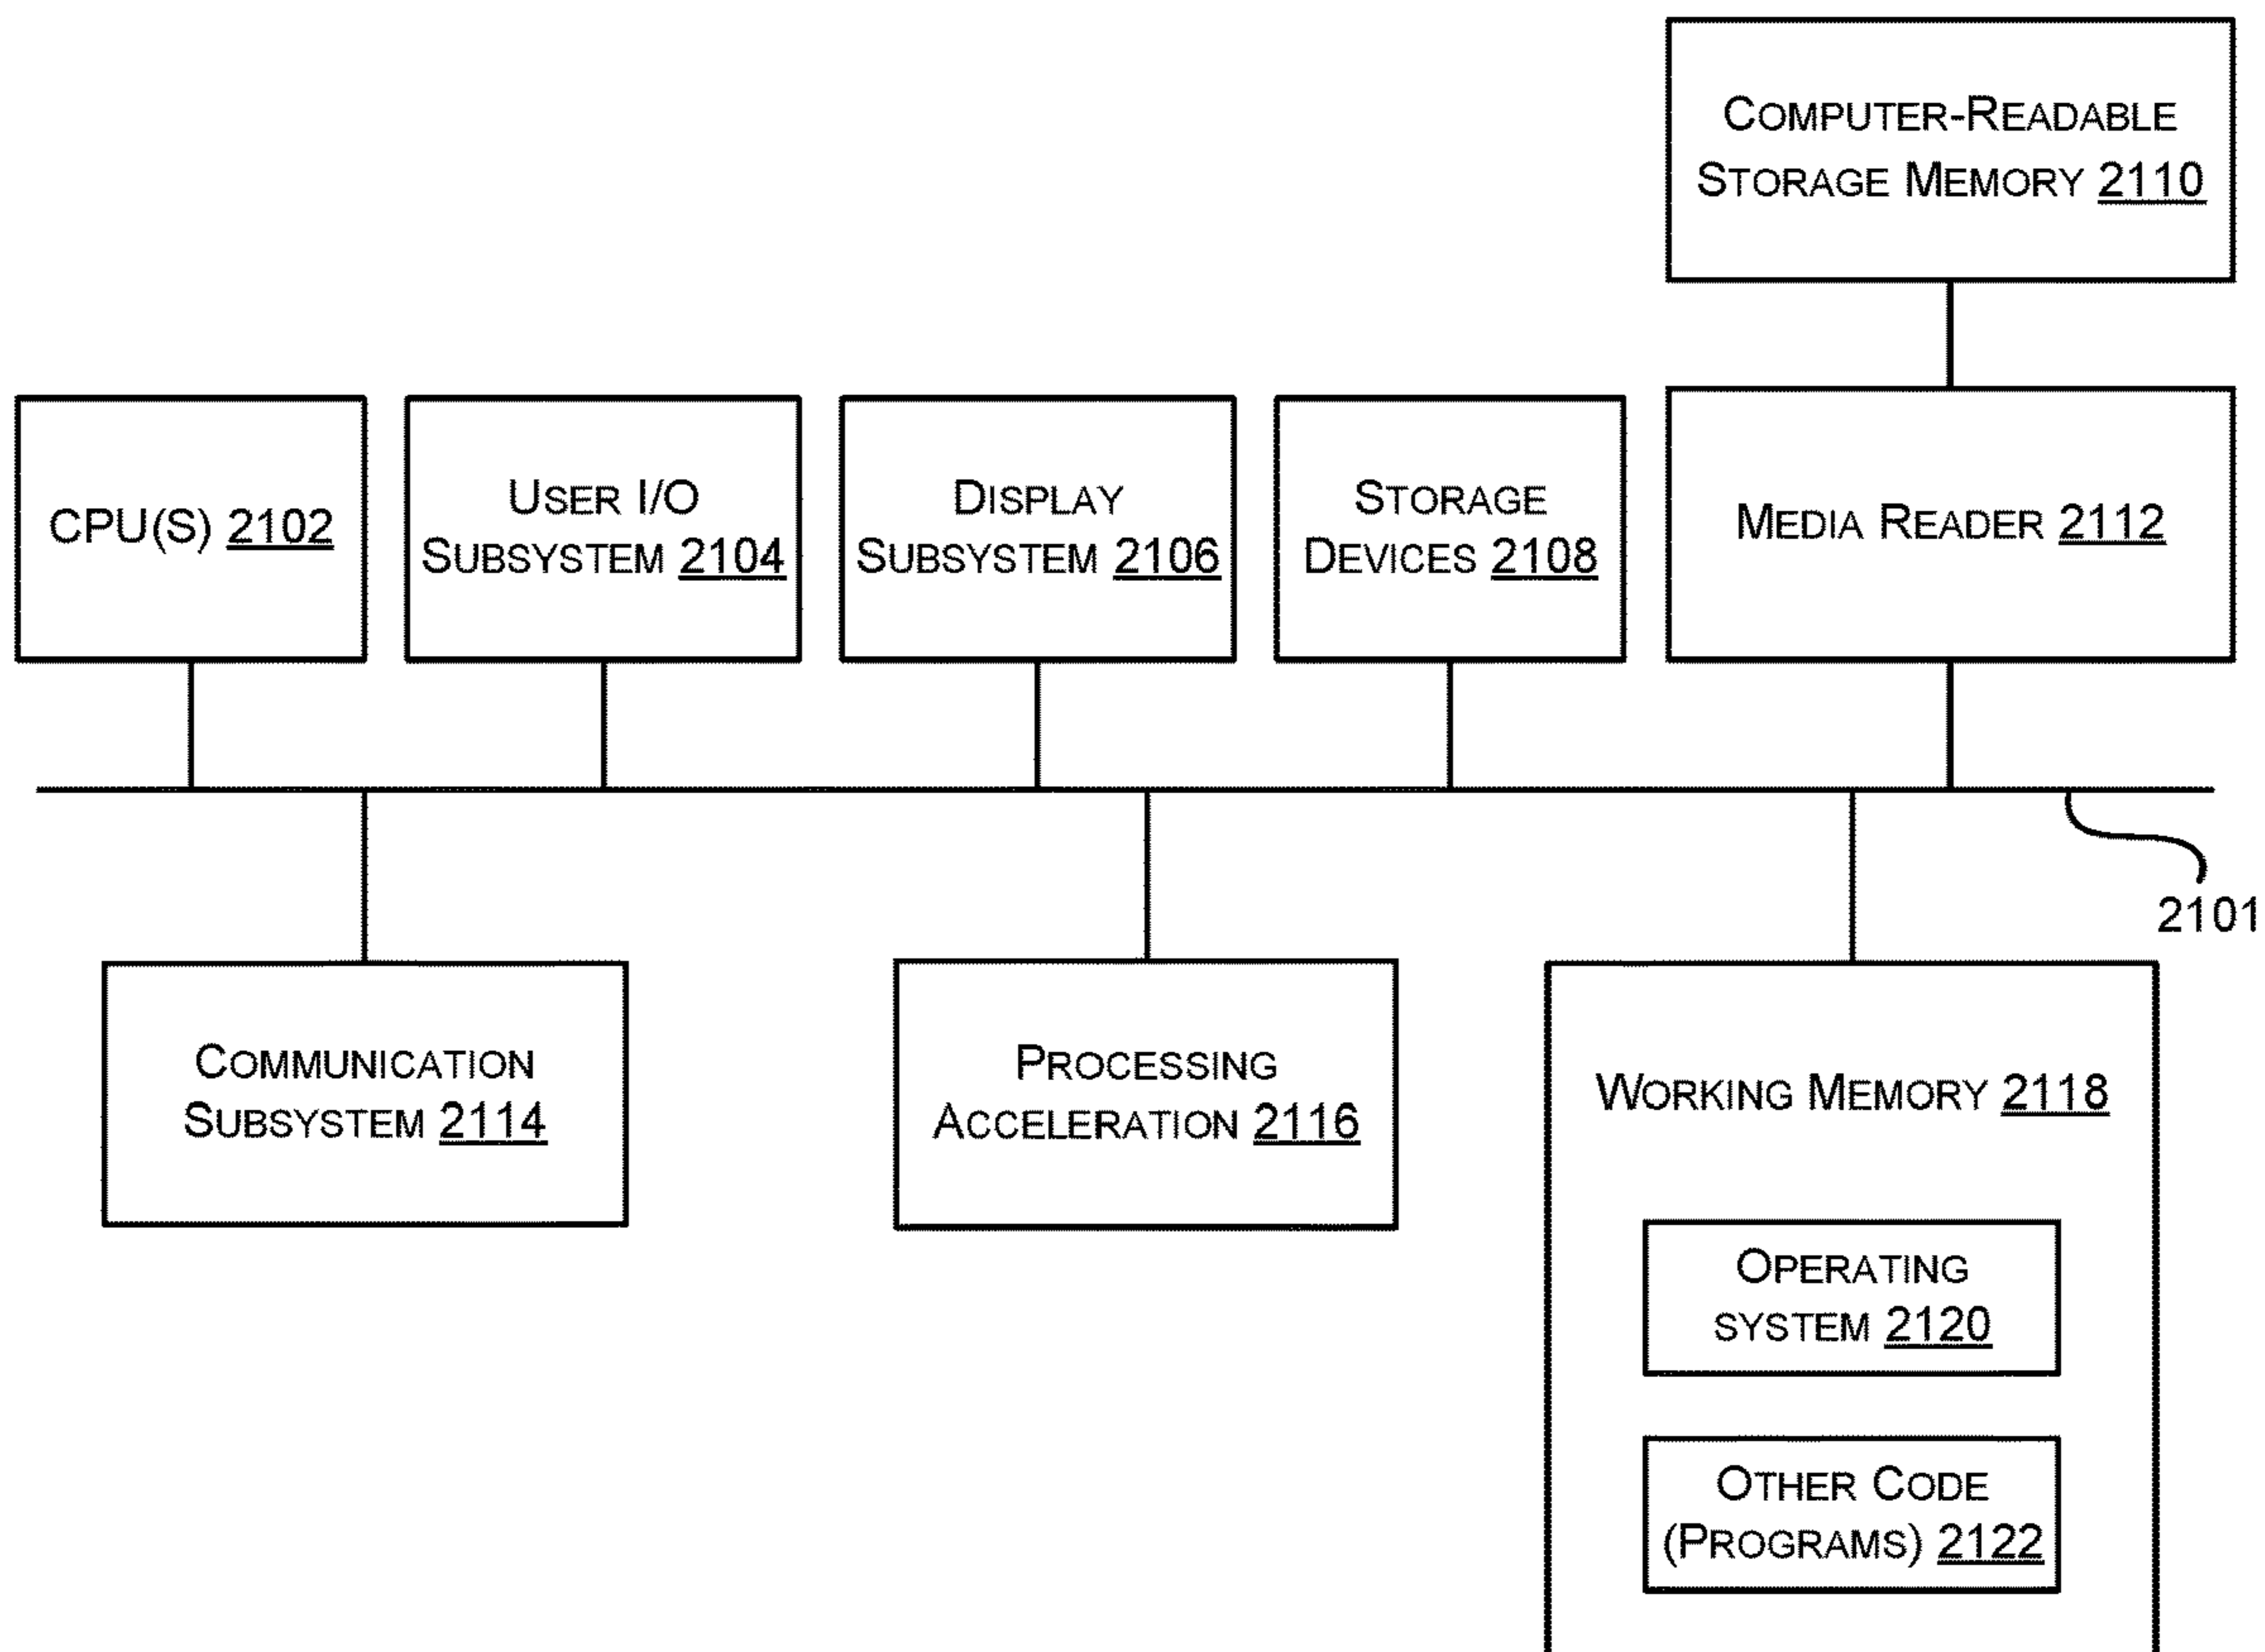 COMPUTER-READABLE
STORAGE MEMORY 2110
CPU(S) 2102
USER I/O
SUBSYSTEM 2104
DISPLAY
SUBSYSTEM 2106
STORAGE
DEVICES 2108
MEDIA READER 2112
2101
COMMUNICATION
SUBSYSTEM 2114
PROCESSING
ACCELERATION 2116
WORKING MEMORY 2118
OPERATING
SYSTEM 2120
OTHER CODE
(PROGRAMS) 2122